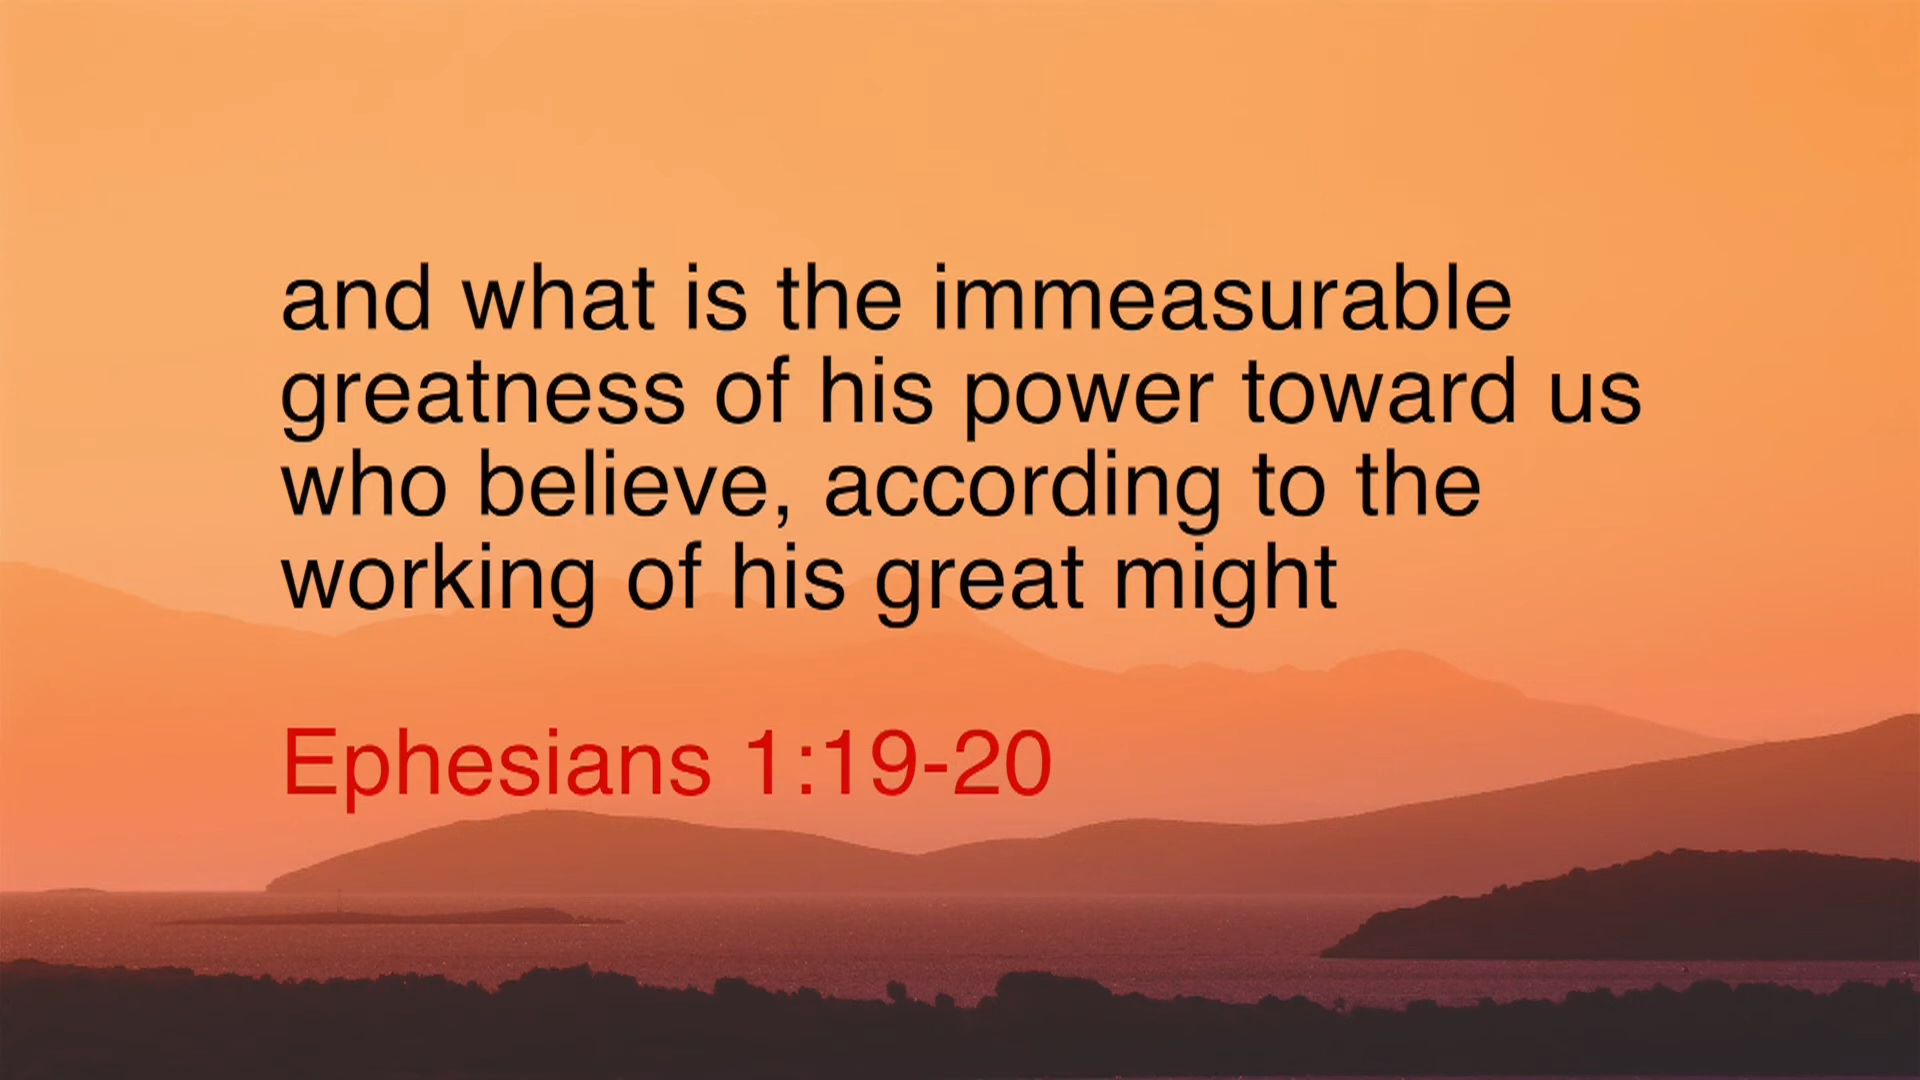 and what is the immeasurable
greatness of his power toward us
who believe, according to the
working of his great might
Ephesians 1:19-20